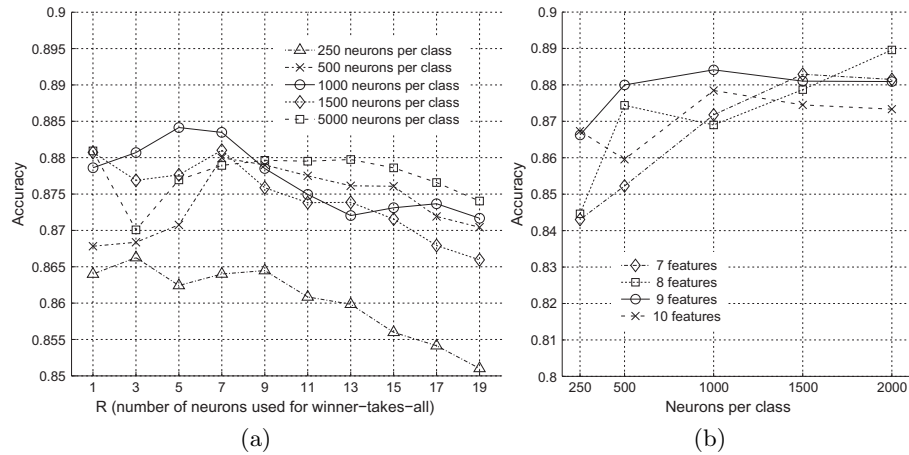 0.9
0.895
0.89
0.885
0.88
0.875
0.87
0.865
0.86
0.855
0.85
Accuracy
250 neurons per class
500 neurons per class
1000 neurons per class
1500 neurons per class
5000 neurons per class
1 3 5 7 9 11 13 15 17 19
R (number of neurons used for winner−takes−all)
(a)
0.9
0.89
0.88
0.87
0.86
0.85
0.84
0.83
0.82
0.81
0.8
Accuracy
7 features
8 features
9 features
10 features
250 500 1000 1500 2000
Neurons per class
(b)